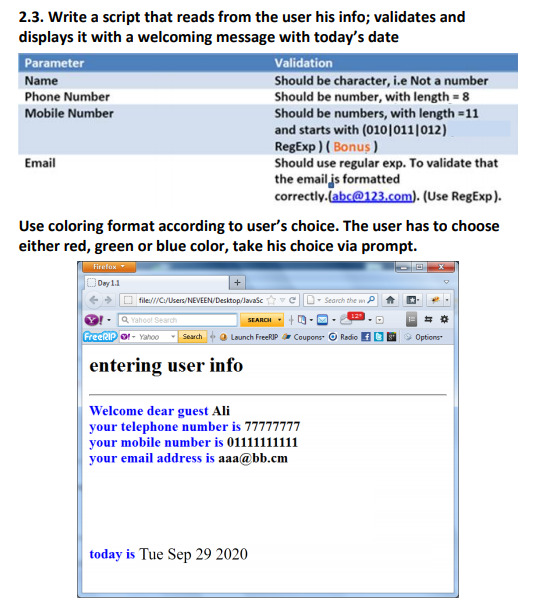 2.3. Write a script that reads from the user his info; validates and
displays it with a welcoming message with today's date
Parameter Validation
Name Should be character, i.e Not a number
Phone Number Should be number, with length = 8
Mobile Number Should be numbers, with length =11
and starts with (010|011|012)
RegExp ) ( Bonus )
Email Should use regular exp. To validate that
the email is formatted
correctly.(abc@123.com). (Use RegExp).
Use coloring format according to user's choice. The user has to choose
either red, green or blue color, take his choice via prompt.
Firefox
Day 1.1
file:///C:/Users/NEVEEN/Desktop/JavaSc Search the w
Yahoo! Search SEARCH 12+
FreeRIP Yahoo Search Launch FreeRIP Coupons Radio Options
entering user info
Welcome dear guest Ali
your telephone number is 77777777
your mobile number is 01111111111
your email address is aaa@bb.cm
today is Tue Sep 29 2020